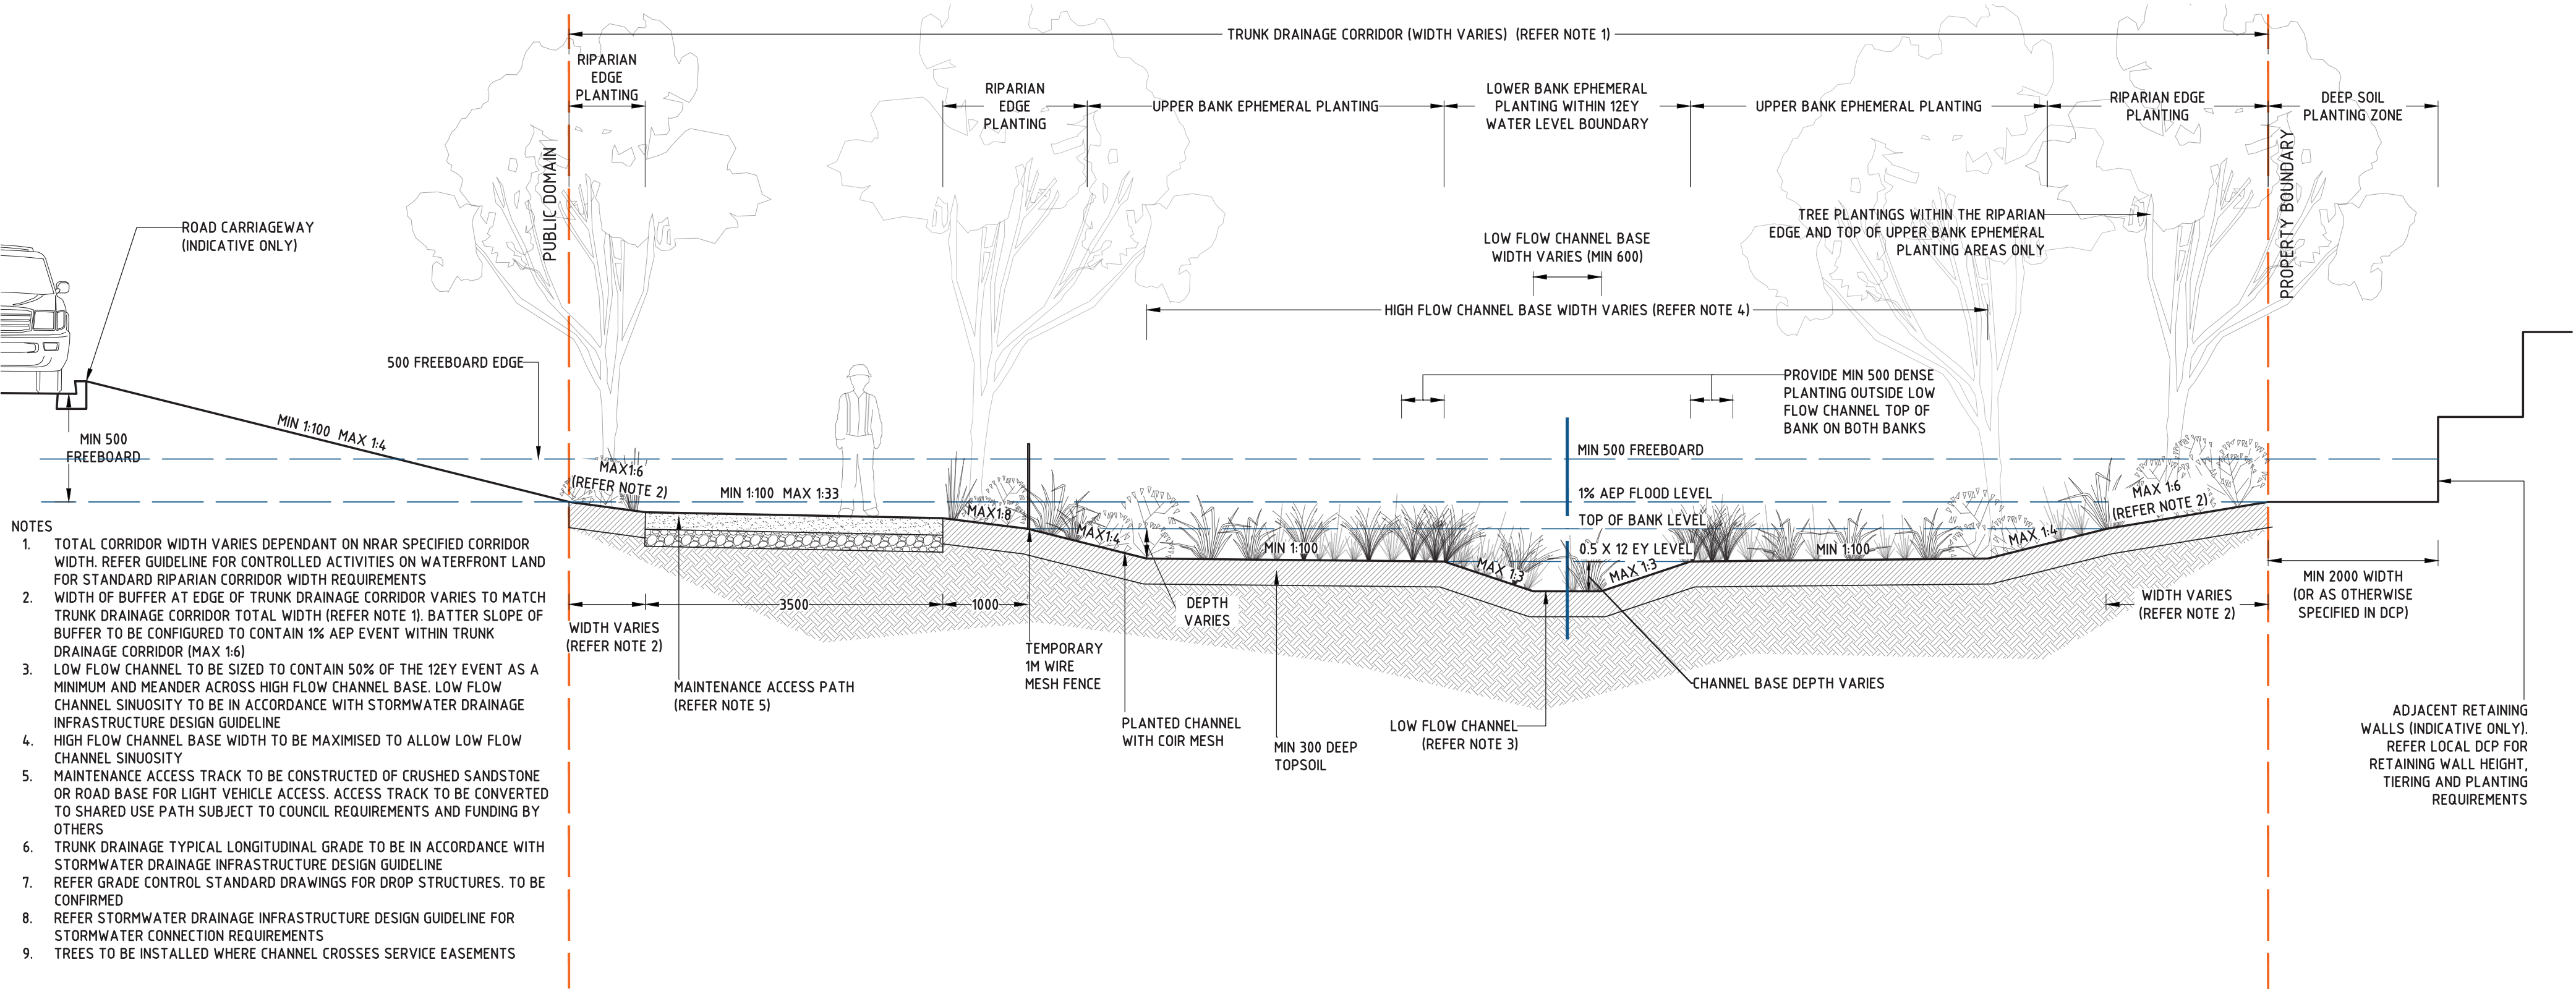 TRUNK DRAINAGE CORRIDOR (WIDTH VARIES) (REFER NOTE 1)
RIPARIAN
EDGE
PLANTING
RIPARIAN
EDGE
PLANTING
UPPER BANK EPHEMERAL PLANTING
LOWER BANK EPHEMERAL
PLANTING WITHIN 12EY
WATER LEVEL BOUNDARY
UPPER BANK EPHEMERAL PLANTING
RIPARIAN EDGE
PLANTING
DEEP SOIL
PLANTING ZONE
PUBLIC DOMAIN
PROPERTY BOUNDARY
ROAD CARRIAGEWAY
(INDICATIVE ONLY)
TREE PLANTINGS WITHIN THE RIPARIAN
EDGE AND TOP OF UPPER BANK EPHEMERAL
PLANTING AREAS ONLY
LOW FLOW CHANNEL BASE
WIDTH VARIES (MIN 600)
HIGH FLOW CHANNEL BASE WIDTH VARIES (REFER NOTE 4)
500 FREEBOARD EDGE
PROVIDE MIN 500 DENSE
PLANTING OUTSIDE LOW
FLOW CHANNEL TOP OF
BANK ON BOTH BANKS
MIN 1:100 MAX 1:4
MIN 500
FREEBOARD
MIN 500 FREEBOARD
MAX1:6
(REFER NOTE 2)
MIN 1:100 MAX 1:33
MAX1:8
MAX1:4
MIN 1:100
MAX 1:3
1% AEP FLOOD LEVEL
TOP OF BANK LEVEL
0.5 X 12 EY LEVEL
MAX 1:3
MIN 1:100
MAX 1:4
MAX 1:6
(REFER NOTE 2)
WIDTH VARIES
(REFER NOTE 2)
3500
1000
DEPTH
VARIES
WIDTH VARIES
(REFER NOTE 2)
MIN 2000 WIDTH
(OR AS OTHERWISE
SPECIFIED IN DCP)
MAINTENANCE ACCESS PATH
(REFER NOTE 5)
TEMPORARY
1M WIRE
MESH FENCE
PLANTED CHANNEL
WITH COIR MESH
MIN 300 DEEP
TOPSOIL
LOW FLOW CHANNEL
(REFER NOTE 3)
CHANNEL BASE DEPTH VARIES
ADJACENT RETAINING
WALLS (INDICATIVE ONLY).
REFER LOCAL DCP FOR
RETAINING WALL HEIGHT,
TIERING AND PLANTING
REQUIREMENTS
NOTES
1. TOTAL CORRIDOR WIDTH VARIES DEPENDANT ON NRAR SPECIFIED CORRIDOR
WIDTH. REFER GUIDELINE FOR CONTROLLED ACTIVITIES ON WATERFRONT LAND
FOR STANDARD RIPARIAN CORRIDOR WIDTH REQUIREMENTS
2. WIDTH OF BUFFER AT EDGE OF TRUNK DRAINAGE CORRIDOR VARIES TO MATCH
TRUNK DRAINAGE CORRIDOR TOTAL WIDTH (REFER NOTE 1). BATTER SLOPE OF
BUFFER TO BE CONFIGURED TO CONTAIN 1% AEP EVENT WITHIN TRUNK
DRAINAGE CORRIDOR (MAX 1:6)
3. LOW FLOW CHANNEL TO BE SIZED TO CONTAIN 50% OF THE 12EY EVENT AS A
MINIMUM AND MEANDER ACROSS HIGH FLOW CHANNEL BASE. LOW FLOW
CHANNEL SINUOSITY TO BE IN ACCORDANCE WITH STORMWATER DRAINAGE
INFRASTRUCTURE DESIGN GUIDELINE
4. HIGH FLOW CHANNEL BASE WIDTH TO BE MAXIMISED TO ALLOW LOW FLOW
CHANNEL SINUOSITY
5. MAINTENANCE ACCESS TRACK TO BE CONSTRUCTED OF CRUSHED SANDSTONE
OR ROAD BASE FOR LIGHT VEHICLE ACCESS. ACCESS TRACK TO BE CONVERTED
TO SHARED USE PATH SUBJECT TO COUNCIL REQUIREMENTS AND FUNDING BY
OTHERS
6. TRUNK DRAINAGE TYPICAL LONGITUDINAL GRADE TO BE IN ACCORDANCE WITH
STORMWATER DRAINAGE INFRASTRUCTURE DESIGN GUIDELINE
7. REFER GRADE CONTROL STANDARD DRAWINGS FOR DROP STRUCTURES. TO BE
CONFIRMED
8. REFER STORMWATER DRAINAGE INFRASTRUCTURE DESIGN GUIDELINE FOR
STORMWATER CONNECTION REQUIREMENTS
9. TREES TO BE INSTALLED WHERE CHANNEL CROSSES SERVICE EASEMENTS